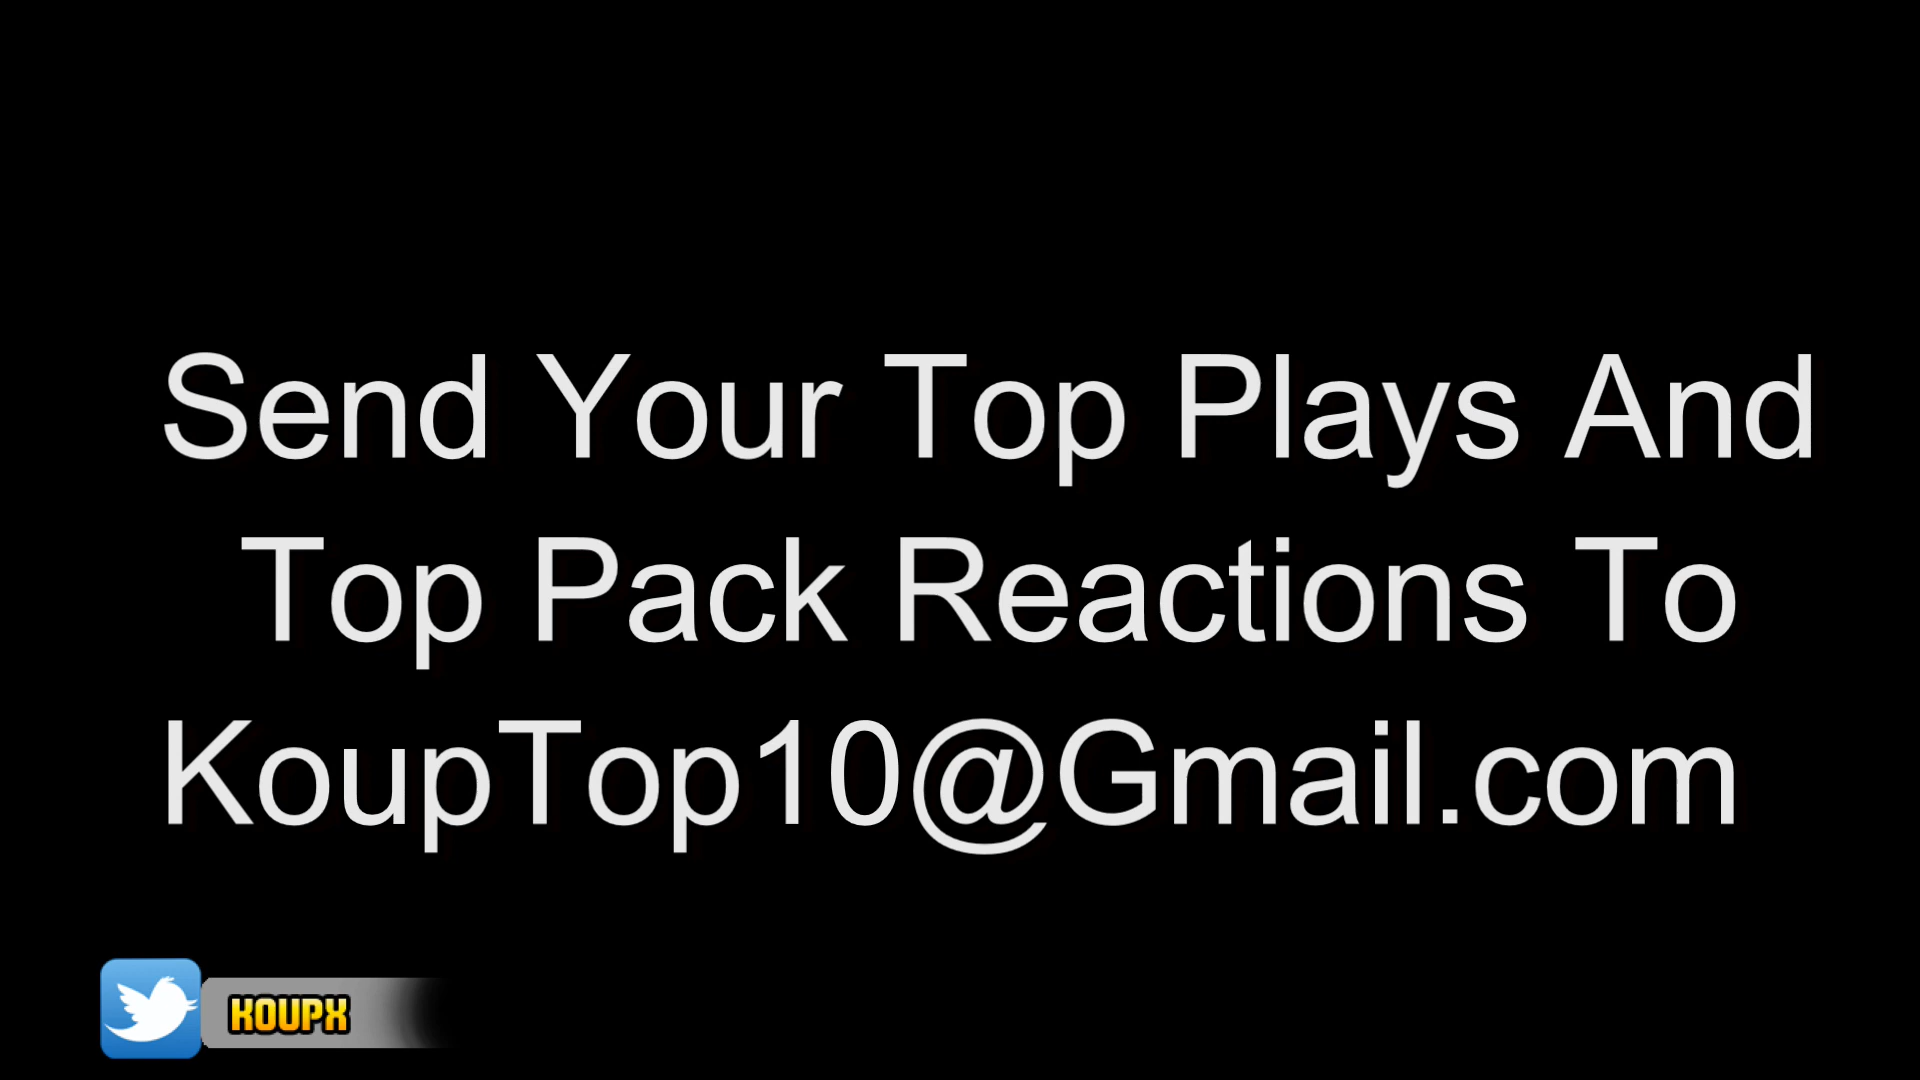 Send Your Top Plays And
Top Pack Reactions To
KoupTop10@Gmail.com
KOUPX